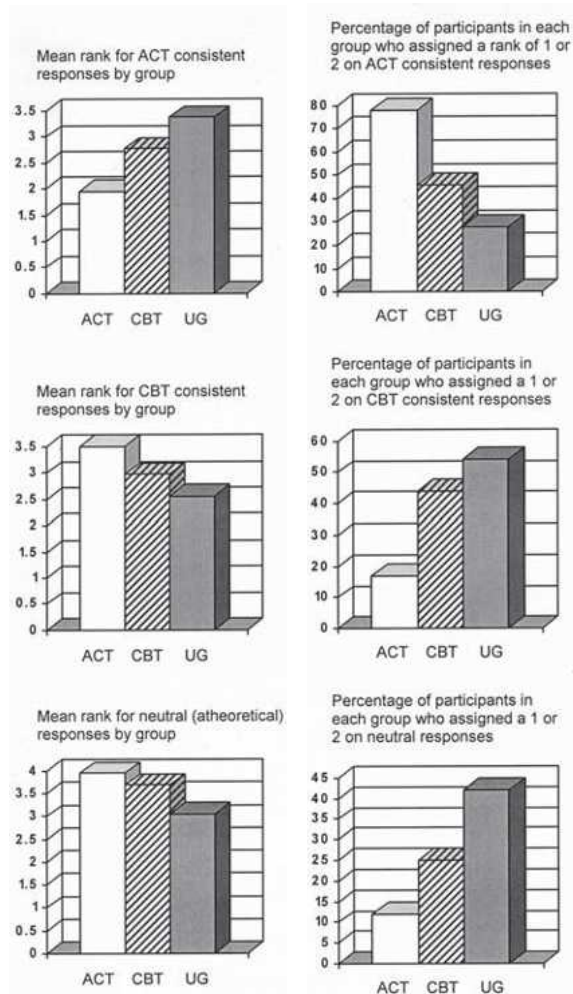 Mean rank for ACT consistent
responses by group
3.5
3
2.5
2
1.5
1
0.5
0
ACT CBT UG
Percentage of participants in each
group who assigned a rank of 1 or
2 on ACT consistent responses
80
70
60
50
40
30
20
10
0
ACT CBT UG
Mean rank for CBT consistent
responses by group
3.5
3
2.5
2
1.5
1
0.5
0
ACT CBT UG
Percentage of participants in
each group who assigned a 1 or
2 on CBT consistent responses
60
50
40
30
20
10
0
ACT CBT UG
Mean rank for neutral (atheoretical)
responses by group
4
3.5
3
2.5
2
1.5
1
0.5
0
ACT CBT UG
Percentage of participants in
each group who assigned a 1 or
2 on neutral responses
45
40
35
30
25
20
15
10
5
0
ACT CBT UG